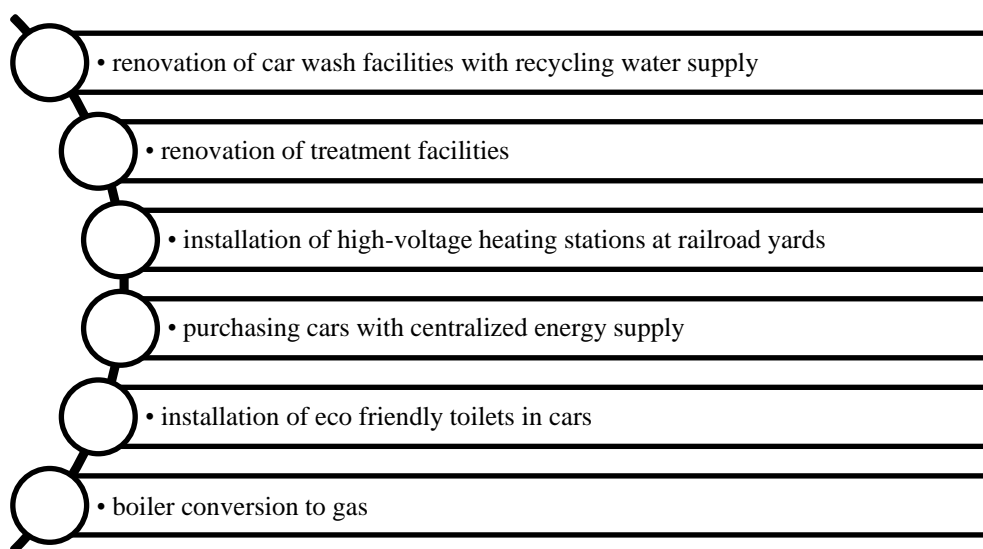 • renovation of car wash facilities with recycling water supply
• renovation of treatment facilities
• installation of high-voltage heating stations at railroad yards
• purchasing cars with centralized energy supply
• installation of eco friendly toilets in cars
• boiler conversion to gas